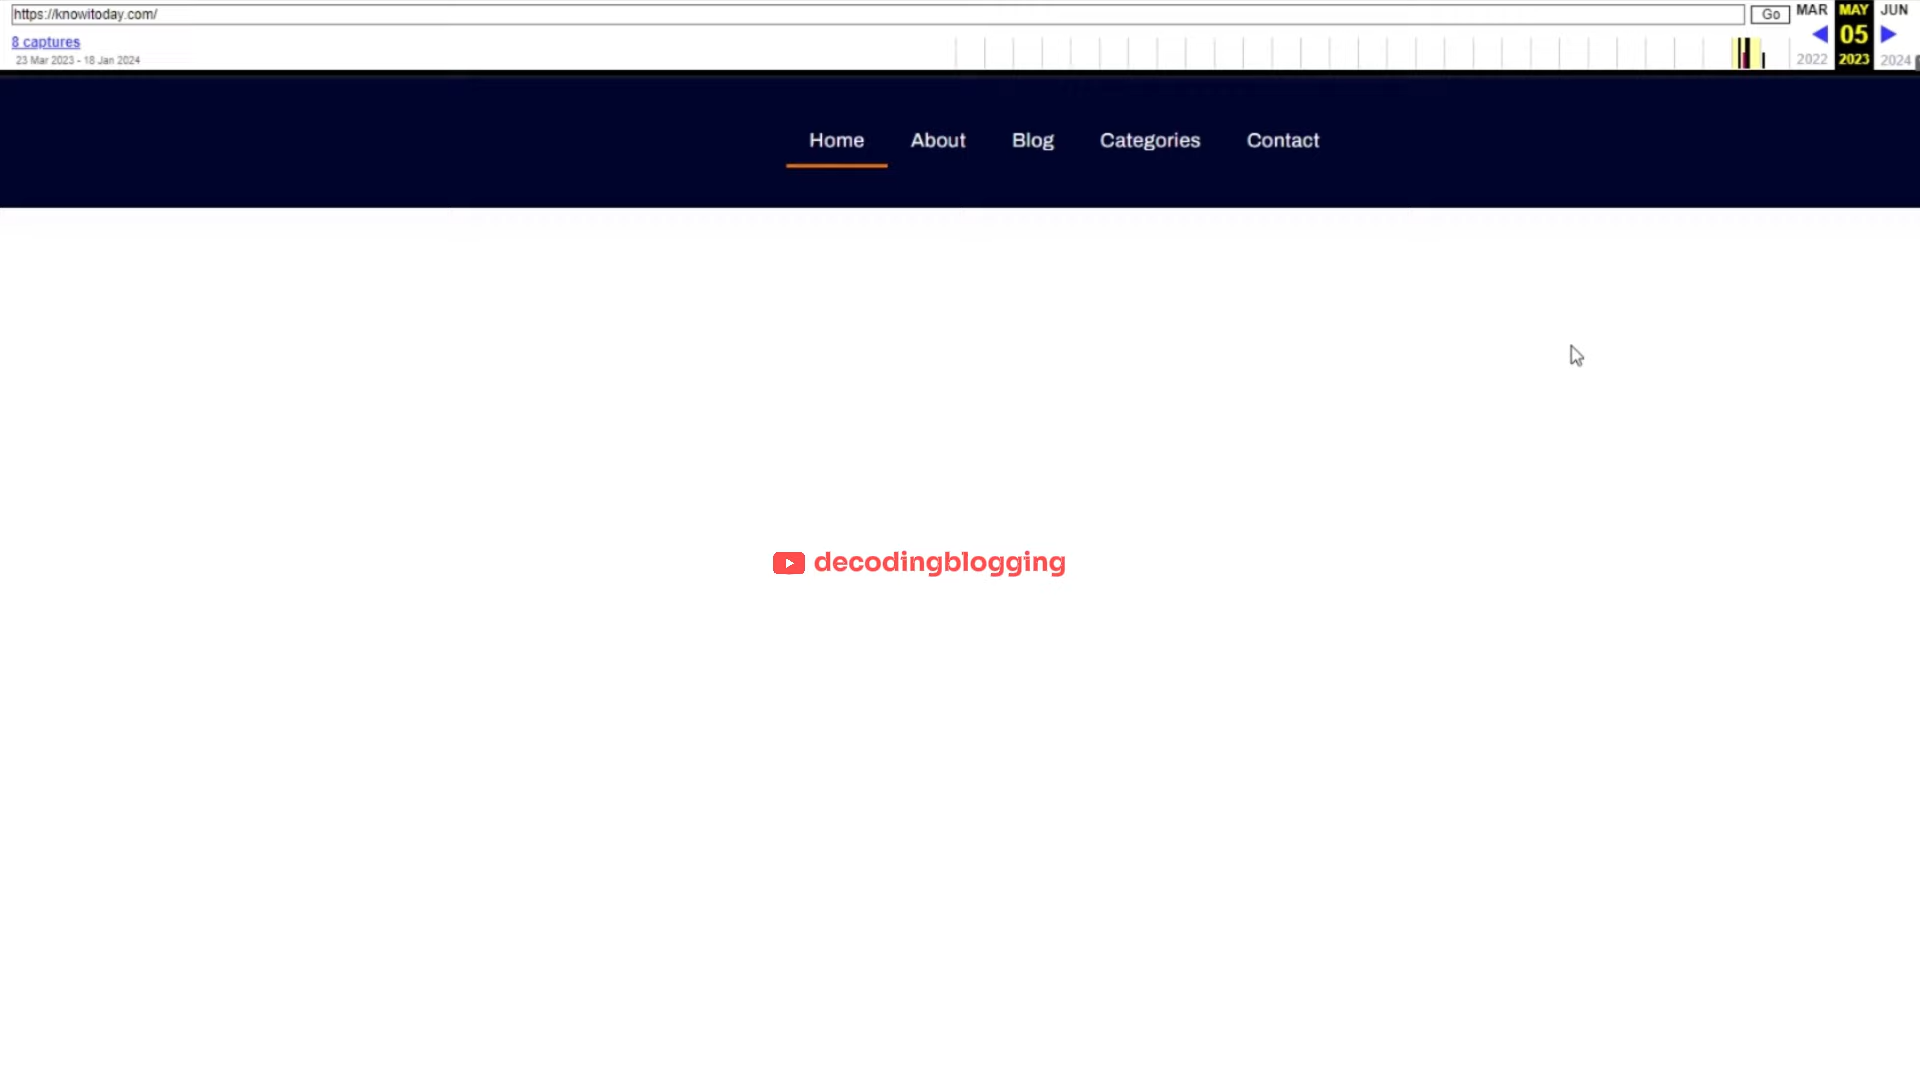 https://knowitoday.com/
Go
MAR MAY JUN
8 captures
05
23 Mar 2023 - 18 Jan 2024
2022 2023 2024
Home About Blog Categories Contact
decodingblogging